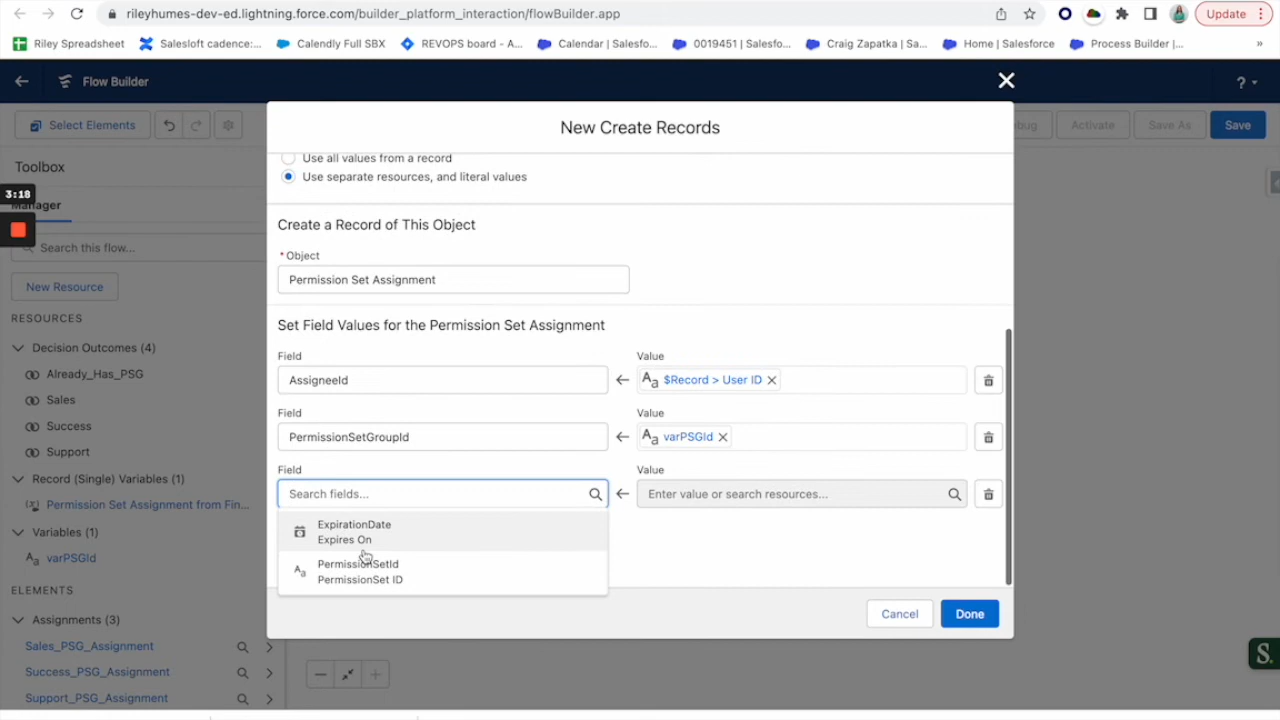 rileyhumes-dev-ed.lightning.force.com/builder_platform_interaction/flowBuilder.app
Update
Riley Spreadsheet
Salesloft cadence:...
Calendly Full SBX
REVOPS board - A...
Calendar | Salesfo...
0019451 | Salesfo...
Craig Zapatka | Sa...
Home | Salesforce
Process Builder |...
»
Flow Builder
?
Select Elements
bug
Activate
Save As
Save
New Create Records
Toolbox
Use all values from a record
Use separate resources, and literal values
3:18
Manager
Search this flow...
Create a Record of This Object
* Object
Permission Set Assignment
New Resource
RESOURCES
Set Field Values for the Permission Set Assignment
Decision Outcomes (4)
Already_Has_PSG
Sales
Success
Support
Field
Value
AssigneeId
Aa $Record > User ID
Field
Value
PermissionSetGroupId
Aa varPSGId
Field
Value
Search fields...
Enter value or search resources...
Record (Single) Variables (1)
Permission Set Assignment from Fin...
ExpirationDate
Expires On
Aa PermissionSetId
PermissionSet ID
Variables (1)
Aa varPSGId
ELEMENTS
Assignments (3)
Sales_PSG_Assignment
Success_PSG_Assignment
Support_PSG_Assignment
Cancel
Done
S.